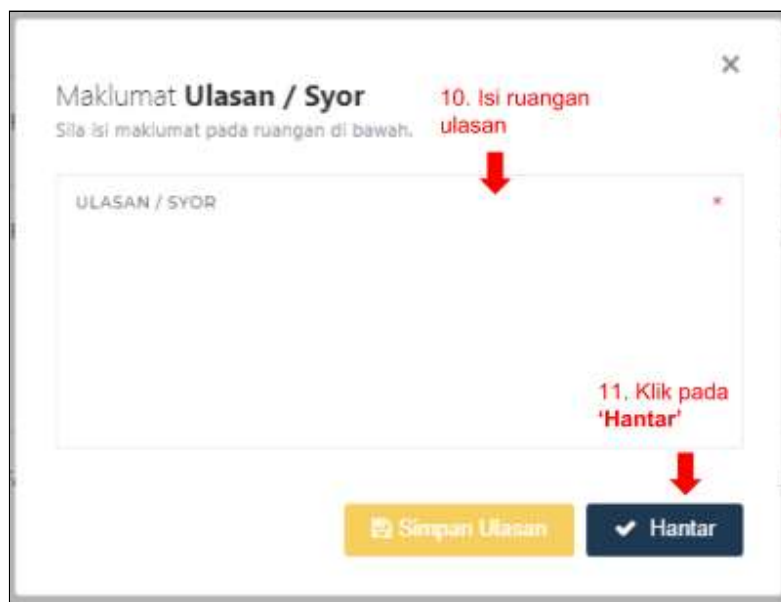 ×
Maklumat Ulasan / Syor
Sila isi maklumat pada ruangan di bawah.
10. Isi ruangan
ulasan
ULASAN / SYOR *
11. Klik pada
‘Hantar’
Simpan Ulasan
Hantar